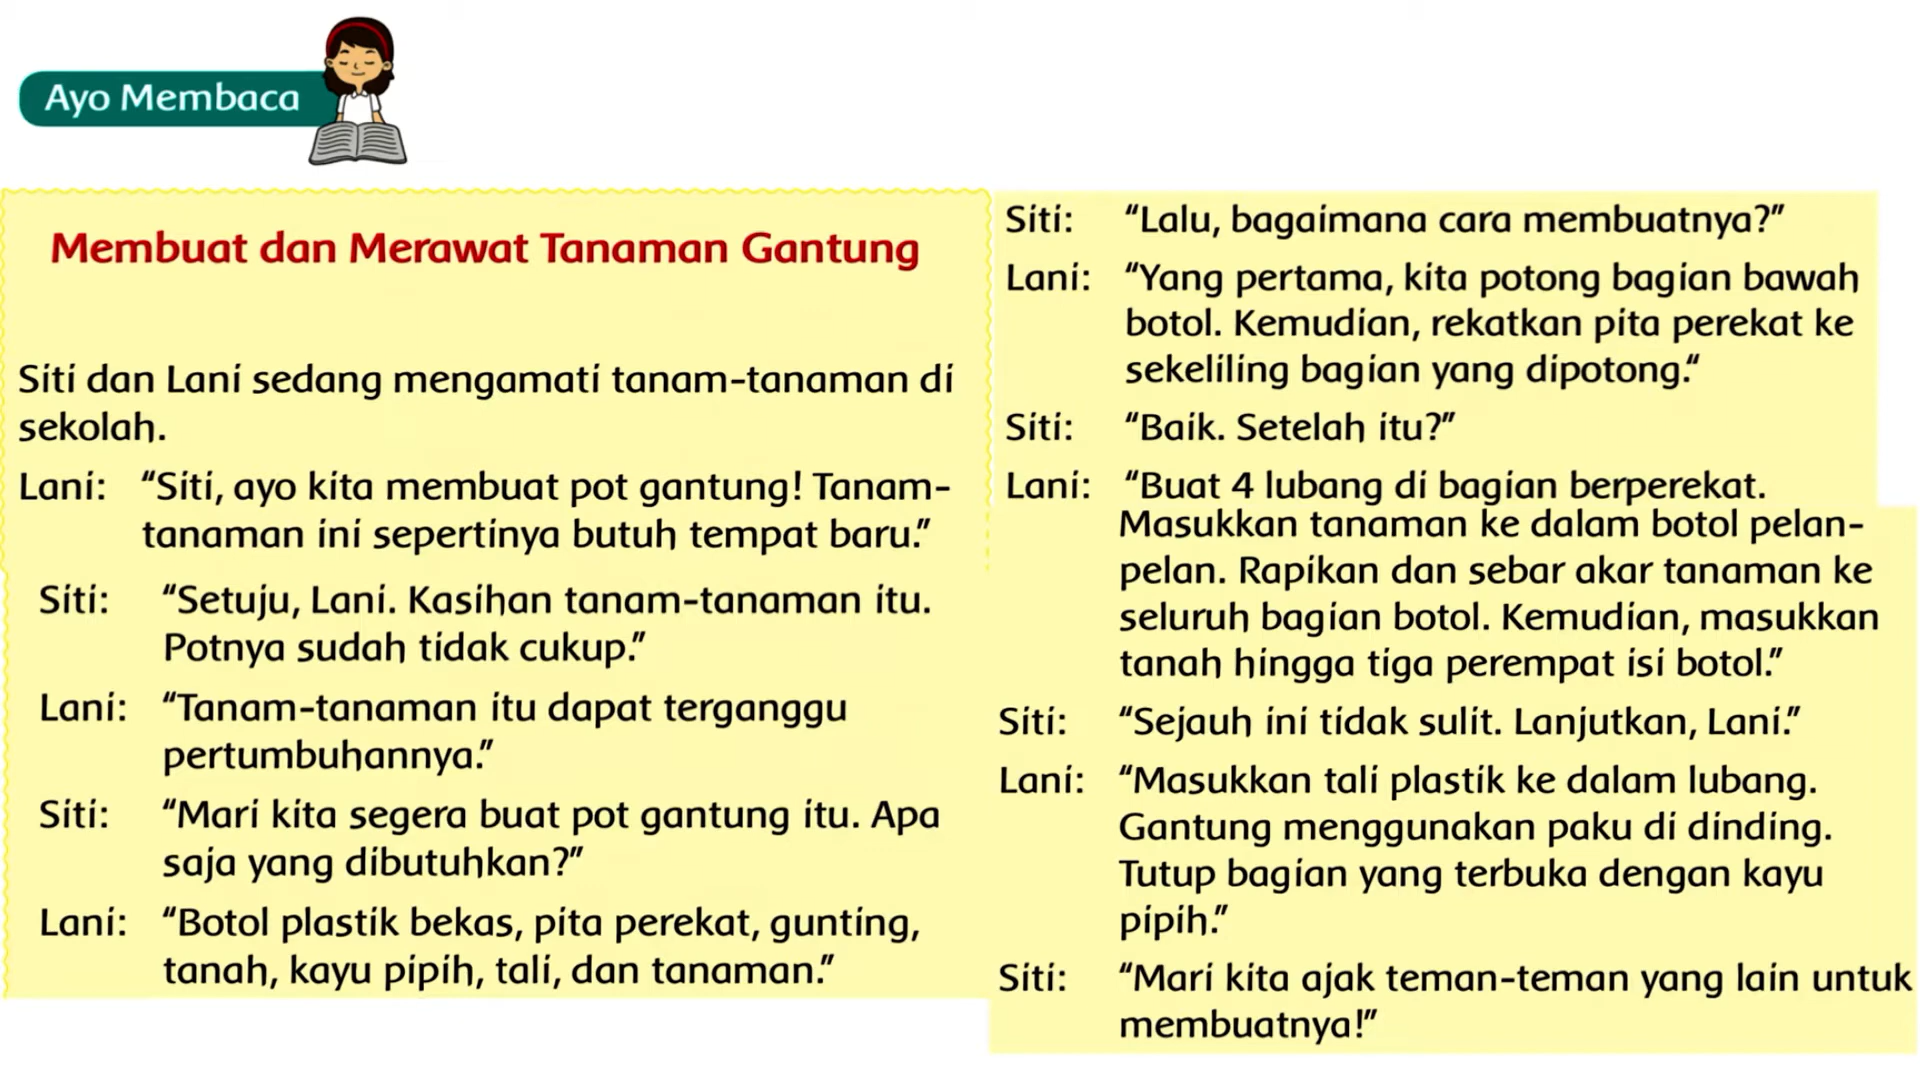 Ayo Membaca
Membuat dan Merawat Tanaman Gantung
Siti dan Lani sedang mengamati tanam-tanaman di
sekolah.
Lani: “Siti, ayo kita membuat pot gantung! Tanam-
tanaman ini sepertinya butuh tempat baru.”
Siti: “Setuju, Lani. Kasihan tanam-tanaman itu.
Potnya sudah tidak cukup.”
Lani: “Tanam-tanaman itu dapat terganggu
pertumbuhannya.”
Siti: “Mari kita segera buat pot gantung itu. Apa
saja yang dibutuhkan?”
Lani: “Botol plastik bekas, pita perekat, gunting,
tanah, kayu pipih, tali, dan tanaman.”
Siti: “Lalu, bagaimana cara membuatnya?”
Lani: “Yang pertama, kita potong bagian bawah
botol. Kemudian, rekatkan pita perekat ke
sekeliling bagian yang dipotong.“
Siti: “Baik. Setelah itu?”
Lani: “Buat 4 lubang di bagian berperekat.
Masukkan tanaman ke dalam botol pelan-
pelan. Rapikan dan sebar akar tanaman ke
seluruh bagian botol. Kemudian, masukkan
tanah hingga tiga perempat isi botol.”
Siti: “Sejauh ini tidak sulit. Lanjutkan, Lani.”
Lani: “Masukkan tali plastik ke dalam lubang.
Gantung menggunakan paku di dinding.
Tutup bagian yang terbuka dengan kayu
pipih.”
Siti: “Mari kita ajak teman-teman yang lain untuk
membuatnya!”